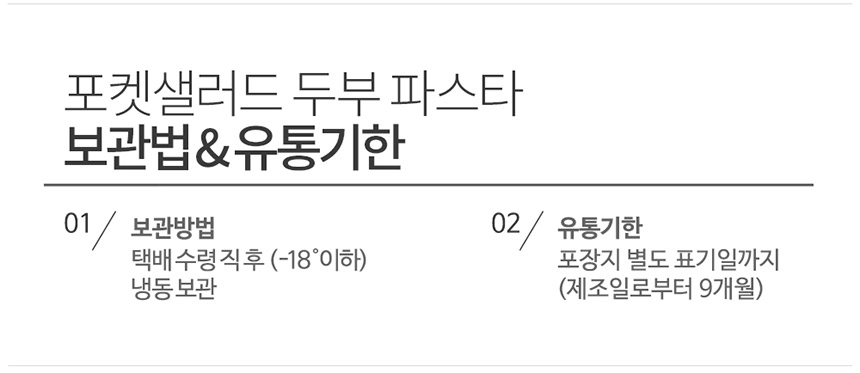 포켓샐러드 두부 파스타
보관법&유통기한
01/ 보관방법
택배 수령 직 후 (-18˚이하)
냉동 보관
02/ 유통기한
포장지 별도 표기일까지
(제조일로부터 9개월)